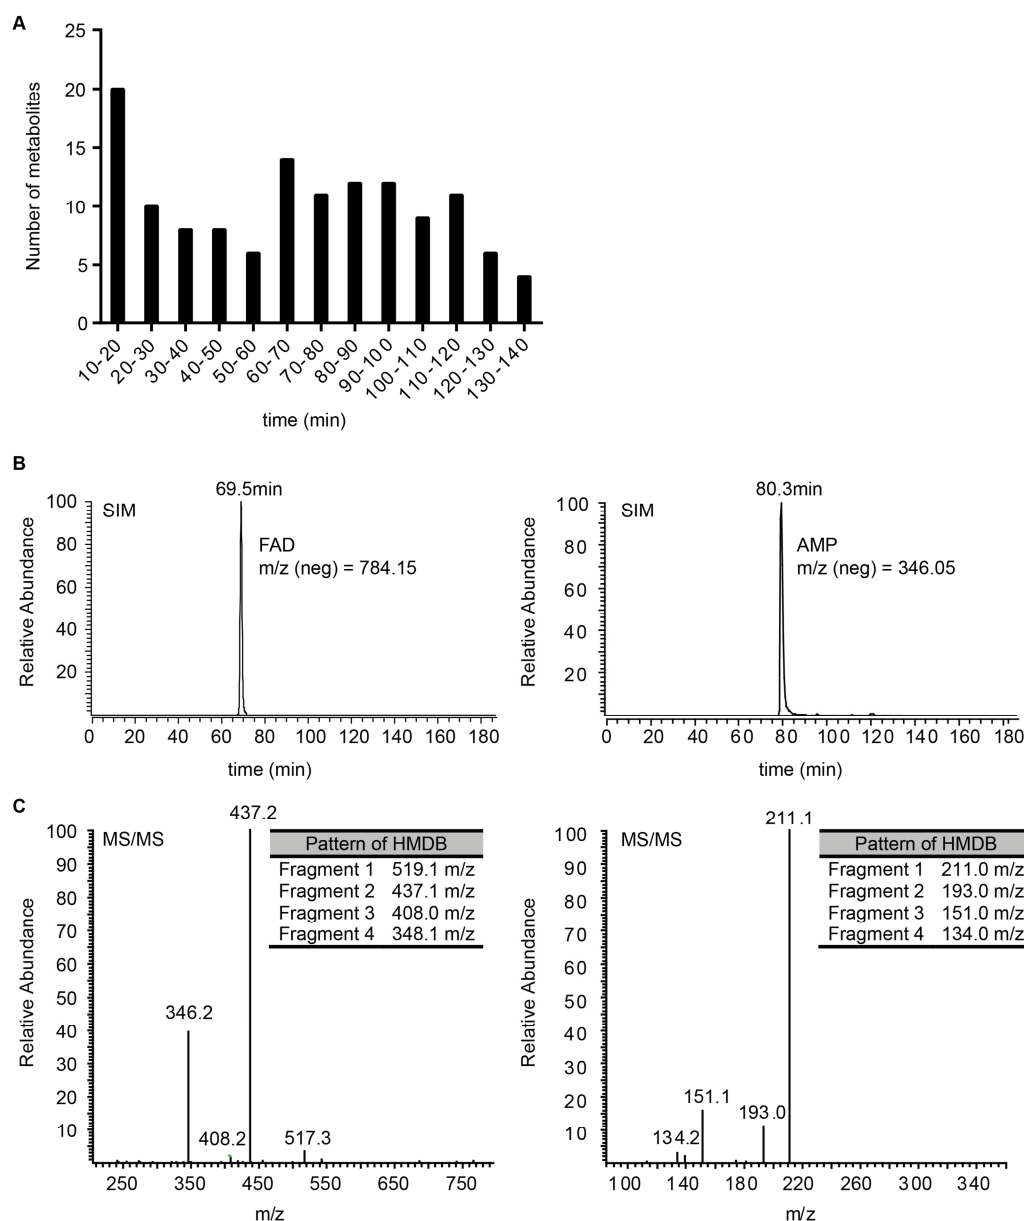 A
Number of metabolites
25
20
15
10
5
0
10-20
20-30
30-40
40-50
50-60
60-70
70-80
80-90
90-100
100-110
110-120
120-130
130-140
time (min)
B
69.5min
SIM
FAD
m/z (neg) = 784.15
Relative Abundance
100
80
60
40
20
0 20 40 60 80 100 120 140 160 180
time (min)
80.3min
SIM
AMP
m/z (neg) = 346.05
Relative Abundance
100
80
60
40
20
0 20 40 60 80 100 120 140 160 180
time (min)
C
437.2
MS/MS
Pattern of HMDB
Fragment 1 519.1 m/z
Fragment 2 437.1 m/z
Fragment 3 408.0 m/z
Fragment 4 348.1 m/z
346.2
408.2
517.3
Relative Abundance
100
90
80
70
60
50
40
30
20
10
250 350 450 550 650 750
m/z
211.1
MS/MS
Pattern of HMDB
Fragment 1 211.0 m/z
Fragment 2 193.0 m/z
Fragment 3 151.0 m/z
Fragment 4 134.0 m/z
151.1
193.0
134.2
Relative Abundance
100
90
80
70
60
50
40
30
20
10
100 140 180 220 260 300 340
m/z